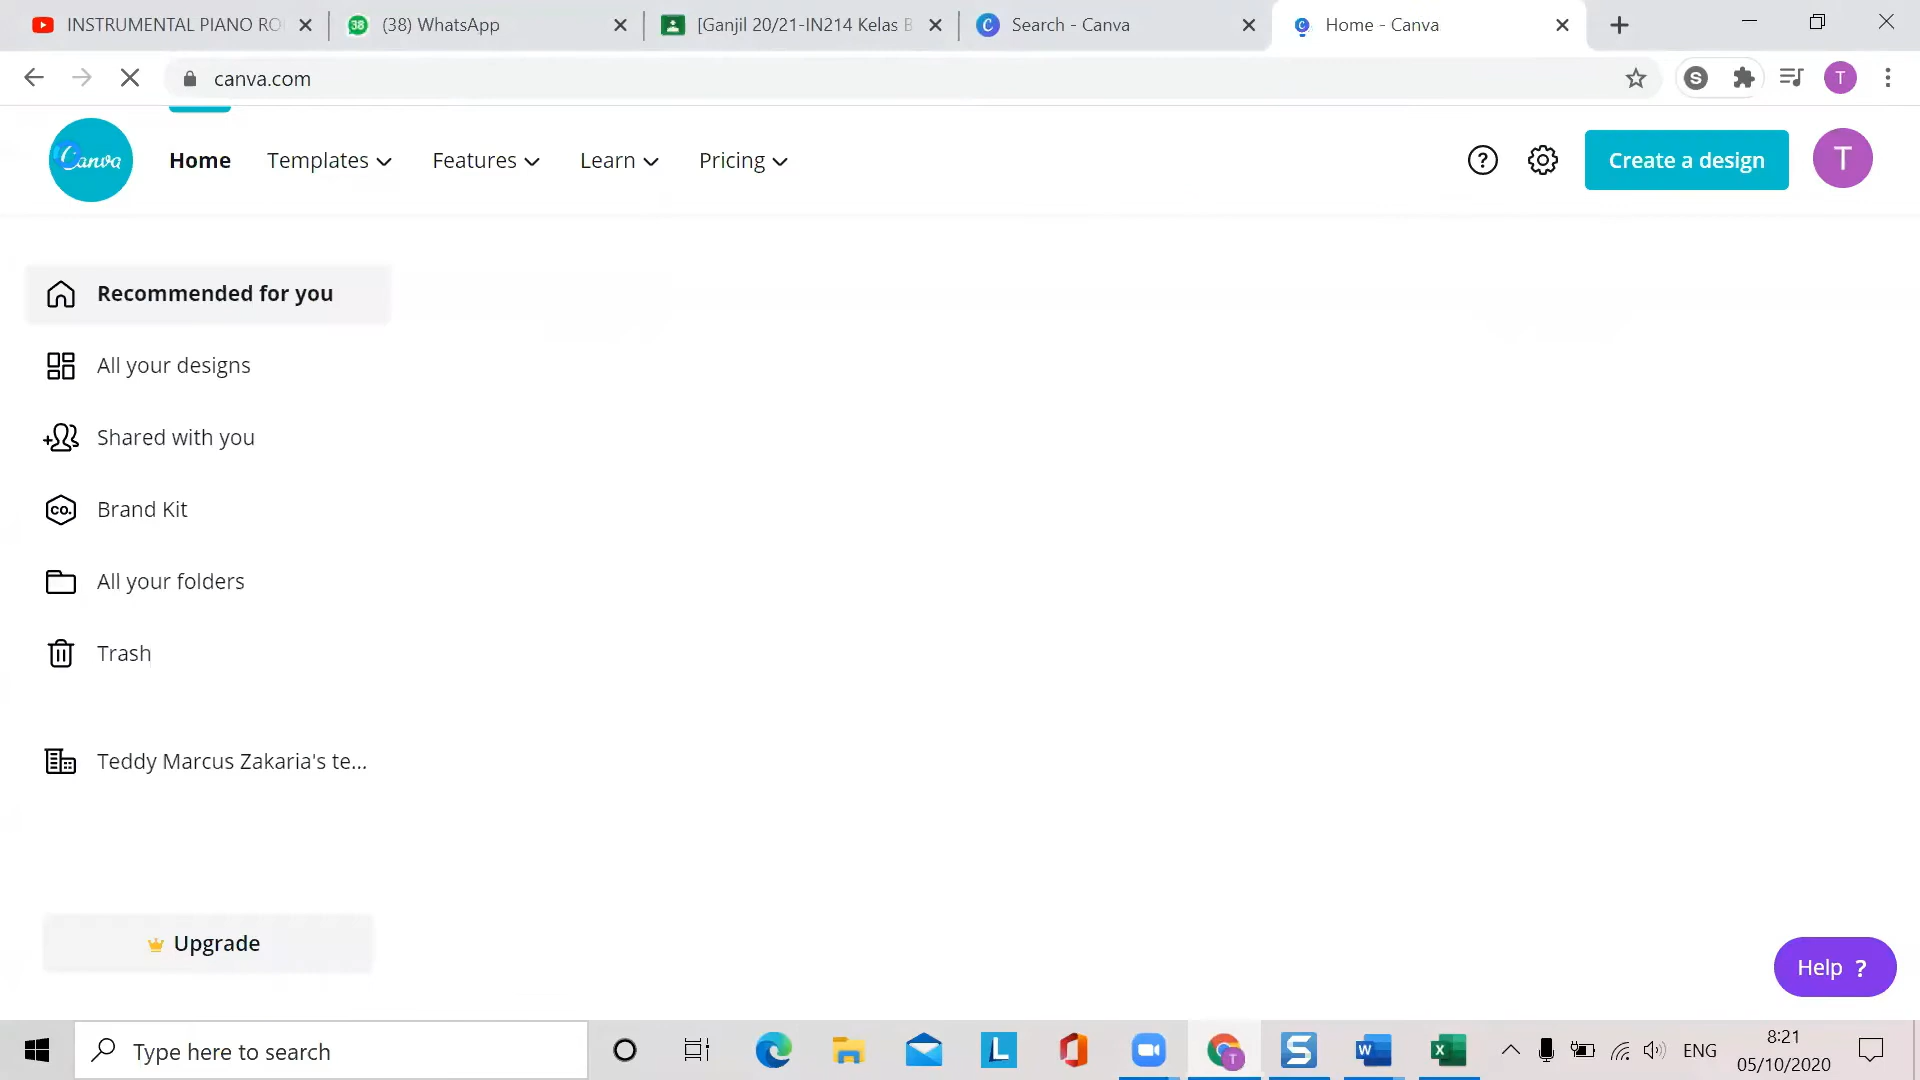 INSTRUMENTAL PIANO RO
38
(38) WhatsApp
[Ganjil 20/21-IN214 Kelas B
Search - Canva
Home - Canva
canva.com
S
T
Canva
Home
Templates
Features
Learn
Pricing
?
Create a design
T
Recommended for you
All your designs
Shared with you
CO.
Brand Kit
All your folders
Trash
Teddy Marcus Zakaria's te...
Upgrade
Help ?
Type here to search
L
T
S
W
X
ENG
8:21
05/10/2020